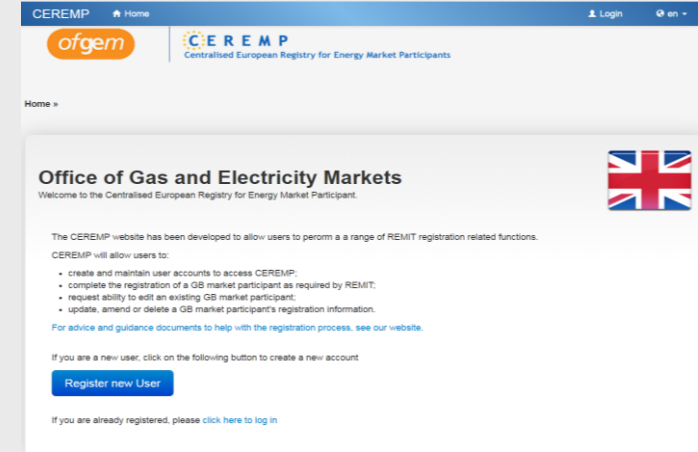 CEREMP Home Login en
ofgem
CEREMP
Centralised European Registry for Energy Market Participants
Home »
Office of Gas and Electricity Markets
Welcome to the Centralised European Registry for Energy Market Participant.
The CEREMP website has been developed to allow users to perorm a a range of REMIT registration related functions.
CEREMP will allow users to:
• create and maintain user accounts to access CEREMP;
• complete the registration of a GB market participant as required by REMIT;
• request ability to edit an existing GB market participant;
• update, amend or delete a GB market participant's registration information.
For advice and guidance documents to help with the registration process, see our website.
If you are a new user, click on the following button to create a new account
Register new User
If you are already registered, please click here to log in